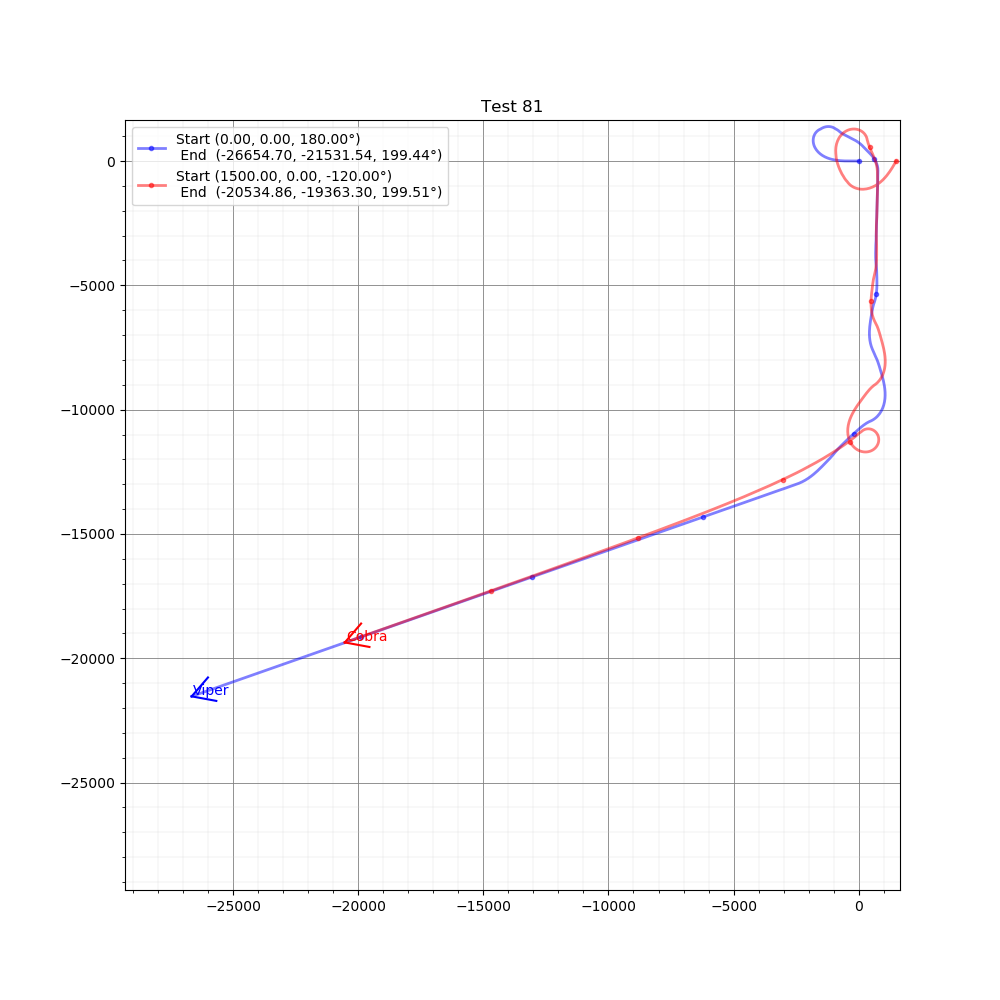 Test 81
Start (0.00, 0.00, 180.00°)
End (-26654.70, -21531.54, 199.44°)
Start (1500.00, 0.00, -120.00°)
End (-20534.86, -19363.30, 199.51°)
0
−5000
−10000
−15000
−20000
−25000
Cobra
Viper
−25000 −20000 −15000 −10000 −5000 0